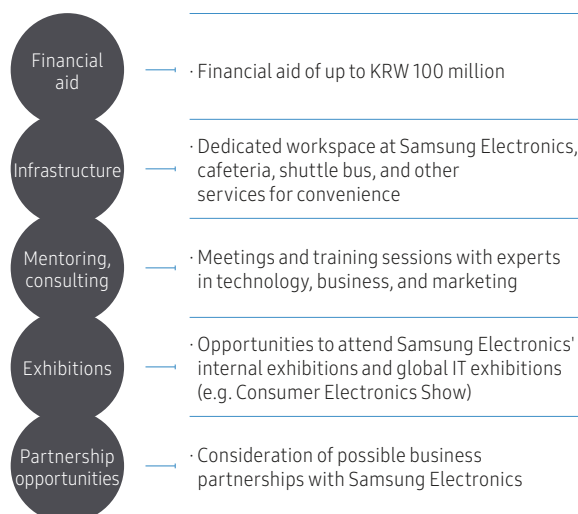 Financial
aid
· Financial aid of up to KRW 100 million
Infrastructure
· Dedicated workspace at Samsung Electronics,
cafeteria, shuttle bus, and other
services for convenience
Mentoring,
consulting
· Meetings and training sessions with experts
in technology, business, and marketing
Exhibitions
· Opportunities to attend Samsung Electronics'
internal exhibitions and global IT exhibitions
(e.g. Consumer Electronics Show)
Partnership
opportunities
· Consideration of possible business
partnerships with Samsung Electronics